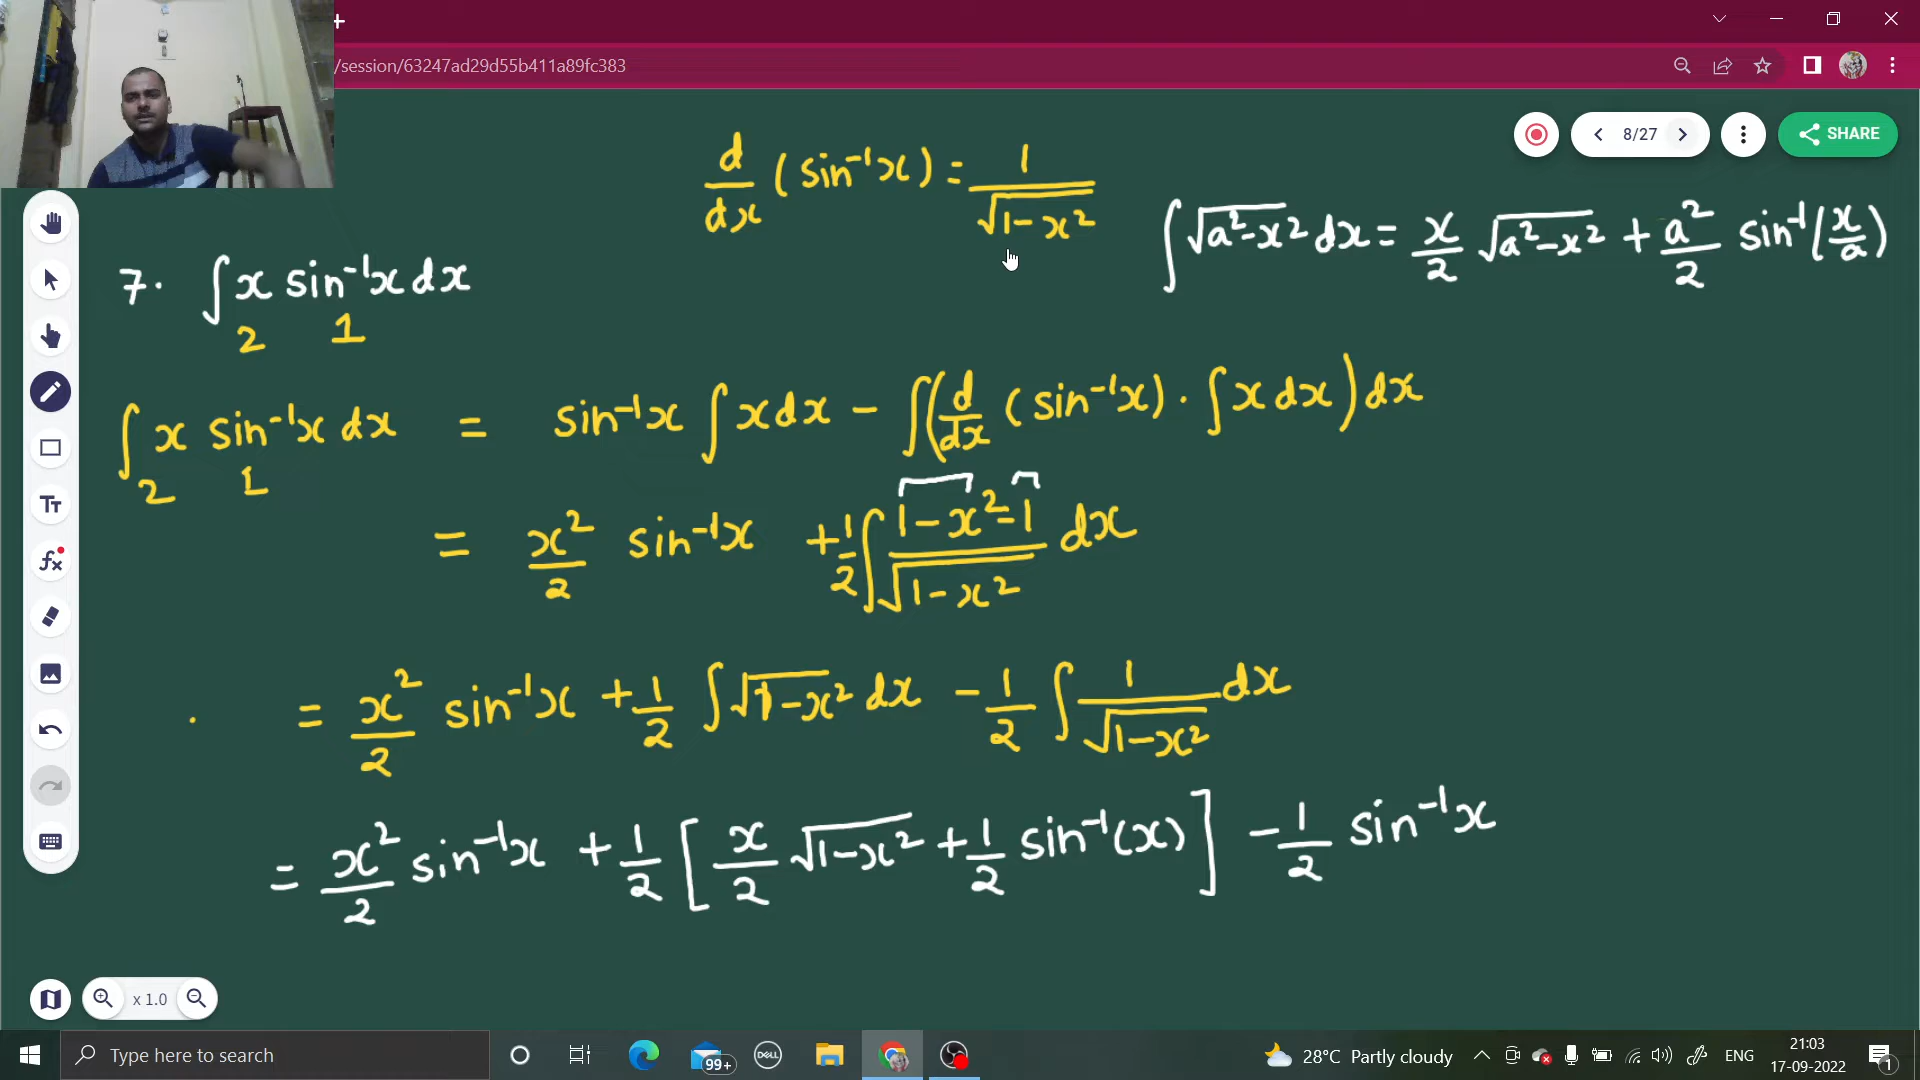 +
/session/63247ad29d55b411a89fc383
8/27
SHARE
d/dx (sin⁻¹x) = 1/√(1-x²)
∫√(a²-x²) dx = x/2 √(a²-x²) + a²/2 sin⁻¹(x/a)
7. ∫x sin⁻¹x dx
2 1
∫x sin⁻¹x dx = sin⁻¹x ∫x dx - ∫(d/dx (sin⁻¹x) · ∫x dx) dx
2 1
= x²/2 sin⁻¹x + 1/2 ∫ (1-x²-1)/√(1-x²) dx
= x²/2 sin⁻¹x + 1/2 ∫√(1-x²) dx - 1/2 ∫ 1/√(1-x²) dx
= x²/2 sin⁻¹x + 1/2 [x/2 √(1-x²) + 1/2 sin⁻¹(x)] - 1/2 sin⁻¹x
Tт
fx
x 1.0
Type here to search
99+
DELL
28°C Partly cloudy
ENG
21:03
17-09-2022
1